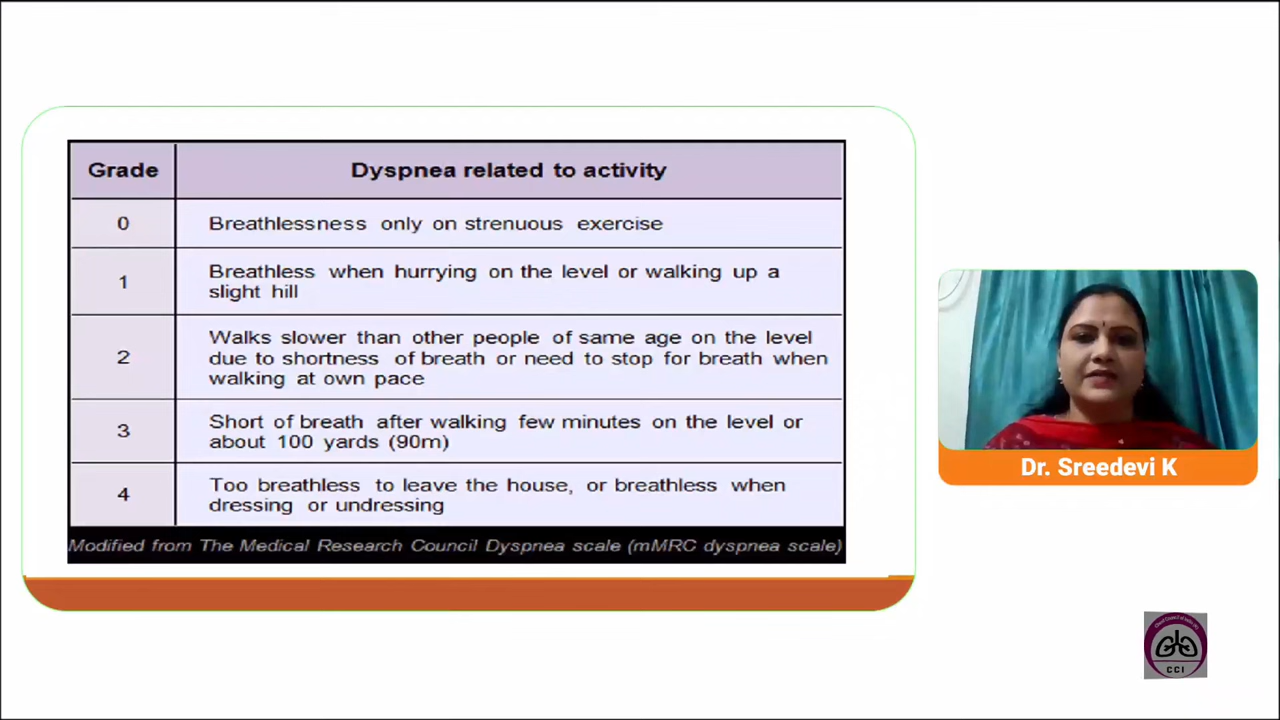 Grade
Dyspnea related to activity
0
Breathlessness only on strenuous exercise
1
Breathless when hurrying on the level or walking up a
slight hill
2
Walks slower than other people of same age on the level
due to shortness of breath or need to stop for breath when
walking at own pace
3
Short of breath after walking few minutes on the level or
about 100 yards (90m)
4
Too breathless to leave the house, or breathless when
dressing or undressing
Modified from The Medical Research Council Dyspnea scale (mMRC dyspnea scale)
Dr. Sreedevi K
CCI